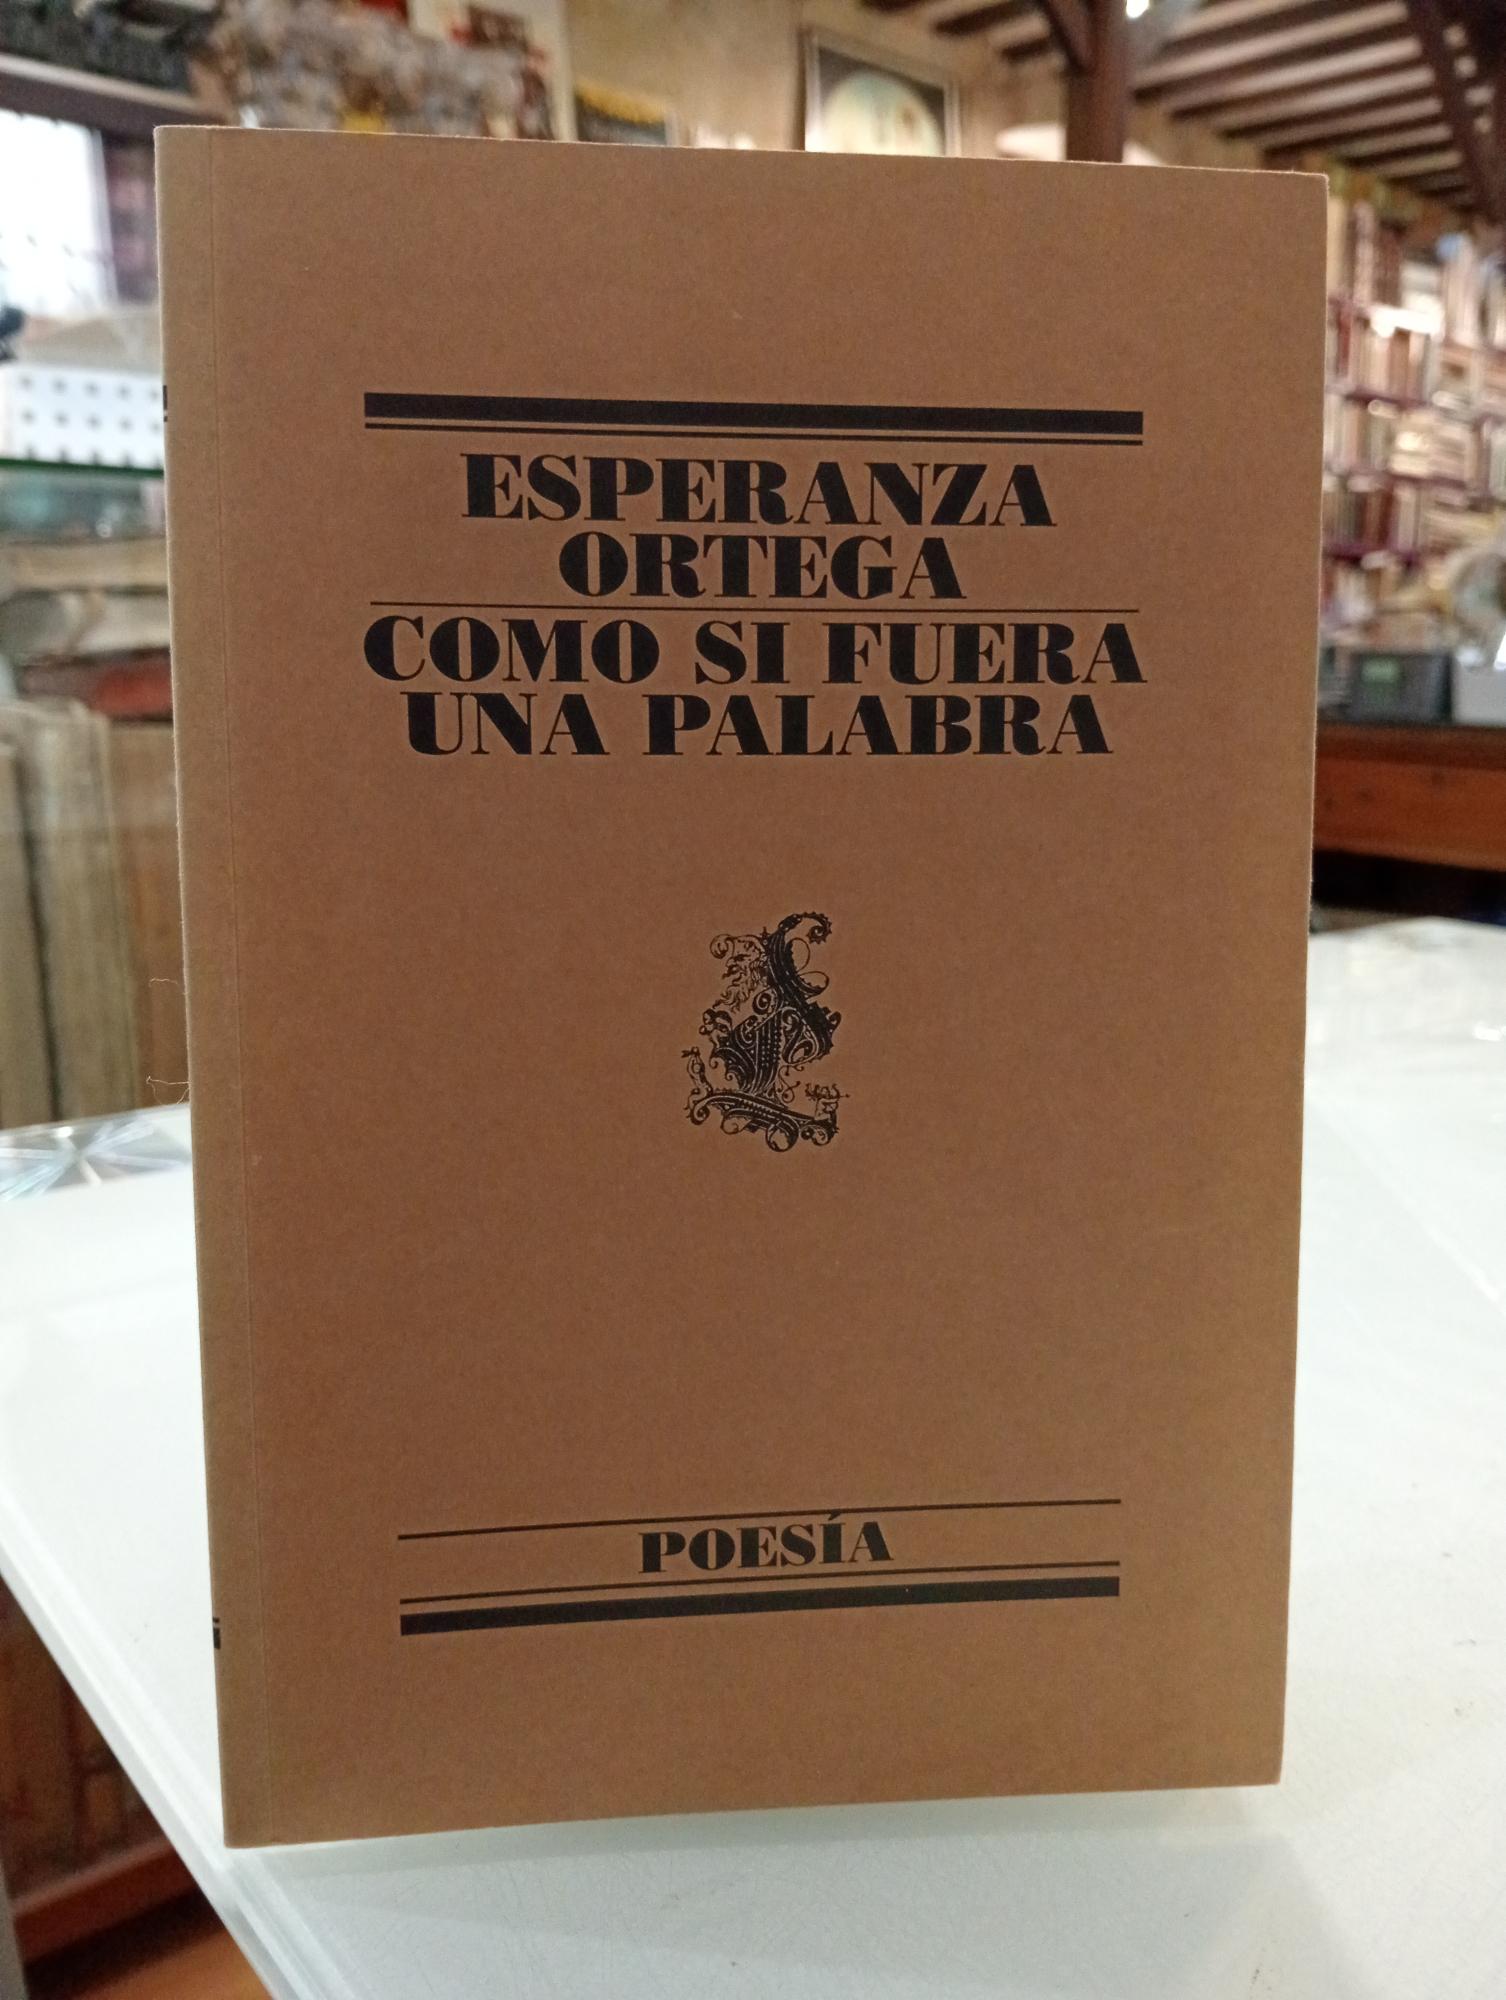 ESPERANZA
ORTEGA
COMO SI FUERA
UNA PALABRA
POESÍA